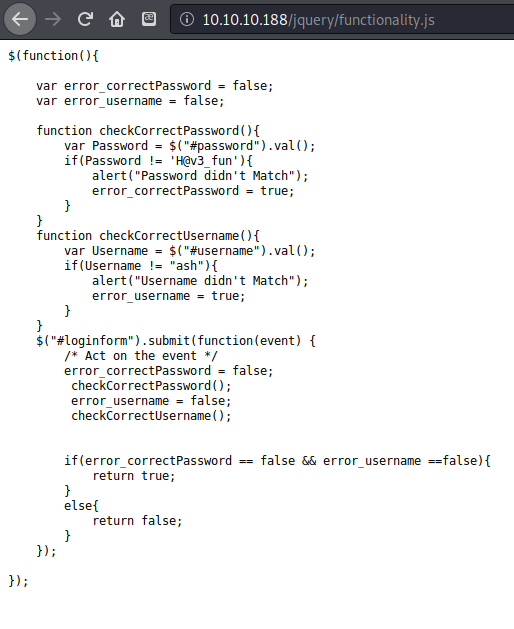 10.10.10.188/jquery/functionality.js
$(function(){
var error_correctPassword = false;
var error_username = false;
function checkCorrectPassword(){
var Password = $("#password").val();
if(Password != 'H@v3_fun'){
alert("Password didn't Match");
error_correctPassword = true;
}
}
function checkCorrectUsername(){
var Username = $("#username").val();
if(Username != "ash"){
alert("Username didn't Match");
error_username = true;
}
}
$("#loginform").submit(function(event) {
/* Act on the event */
error_correctPassword = false;
checkCorrectPassword();
error_username = false;
checkCorrectUsername();
if(error_correctPassword == false && error_username ==false){
return true;
}
else{
return false;
}
});
});